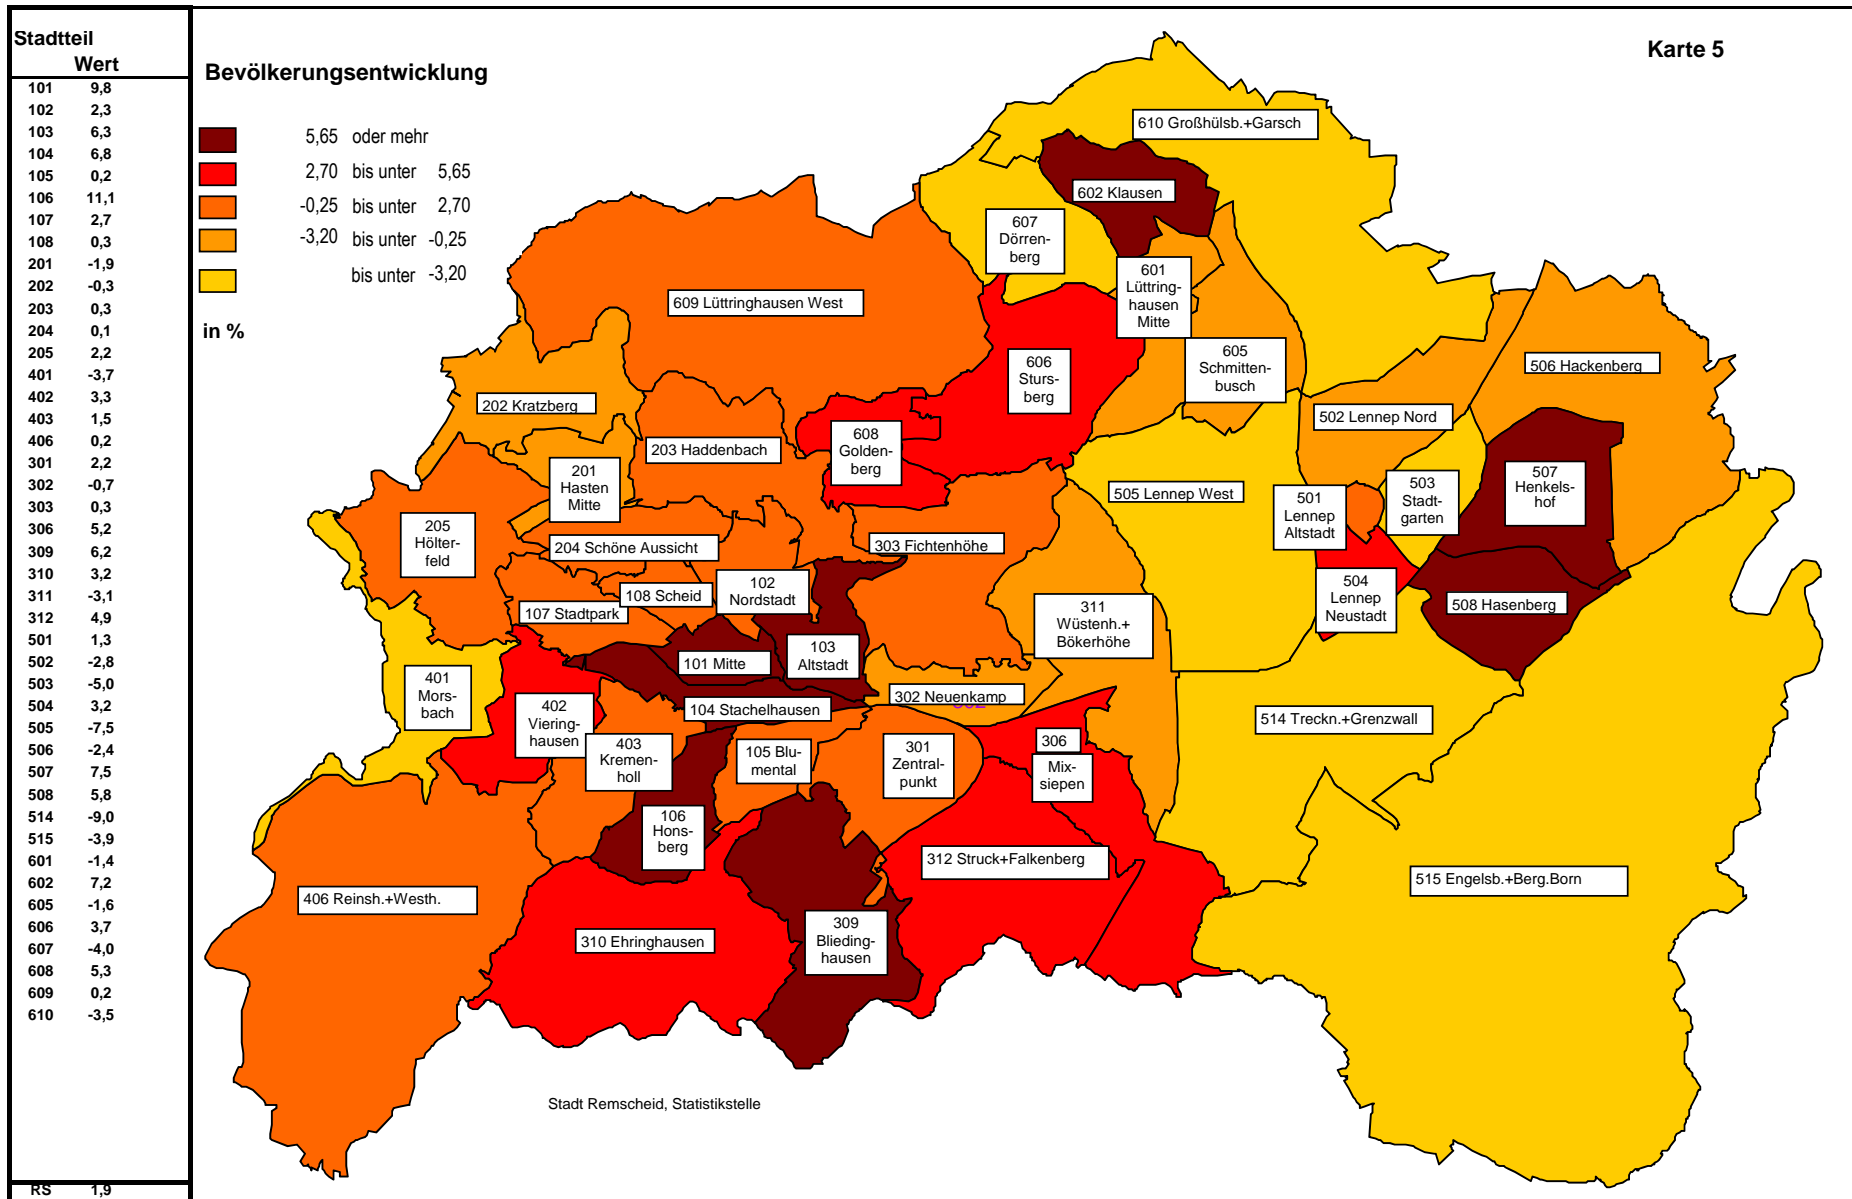 Stadtteil
Wert
101 9,8
102 2,3
103 6,3
104 6,8
105 0,2
106 11,1
107 2,7
108 0,3
201 -1,9
202 -0,3
203 0,3
204 0,1
205 2,2
401 -3,7
402 3,3
403 1,5
406 0,2
301 2,2
302 -0,7
303 0,3
306 5,2
309 6,2
310 3,2
311 -3,1
312 4,9
501 1,3
502 -2,8
503 -5,0
504 3,2
505 -7,5
506 -2,4
507 7,5
508 5,8
514 -9,0
515 -3,9
601 -1,4
602 7,2
605 -1,6
606 3,7
607 -4,0
608 5,3
609 0,2
610 -3,5
RS 1,9
Bevölkerungsentwicklung
5,65 oder mehr
2,70 bis unter 5,65
-0,25 bis unter 2,70
-3,20 bis unter -0,25
bis unter -3,20
in %
Karte 5
610 Großhülsb.+Garsch
602 Klausen
607
Dörren-
berg
601
Lüttring-
hausen
Mitte
609 Lüttringhausen West
605
Schmitten-
busch
606
Sturs-
berg
506 Hackenberg
202 Kratzberg
502 Lennep Nord
608
Golden-
berg
203 Haddenbach
201
Hasten
Mitte
507
Henkels-
hof
503
Stadt-
garten
505 Lennep West
501
Lennep
Altstadt
205
Hölter-
feld
204 Schöne Aussicht
303 Fichtenhöhe
102
Nordstadt
108 Scheid
107 Stadtpark
504
Lennep
Neustadt
508 Hasenberg
311
Wüstenh.+
Bökerhöhe
103
Altstadt
101 Mitte
401
Mors-
bach
302 Neuenkamp
302
402
Viering-
hausen
104 Stachelhausen
514 Treckn.+Grenzwall
403
Kremen-
holl
105 Blu-
mental
301
Zentral-
punkt
306
Mix-
siepen
106
Hons-
berg
312 Struck+Falkenberg
515 Engelsb.+Berg.Born
406 Reinsh.+Westh.
309
Blieding-
hausen
310 Ehringhausen
Stadt Remscheid, Statistikstelle